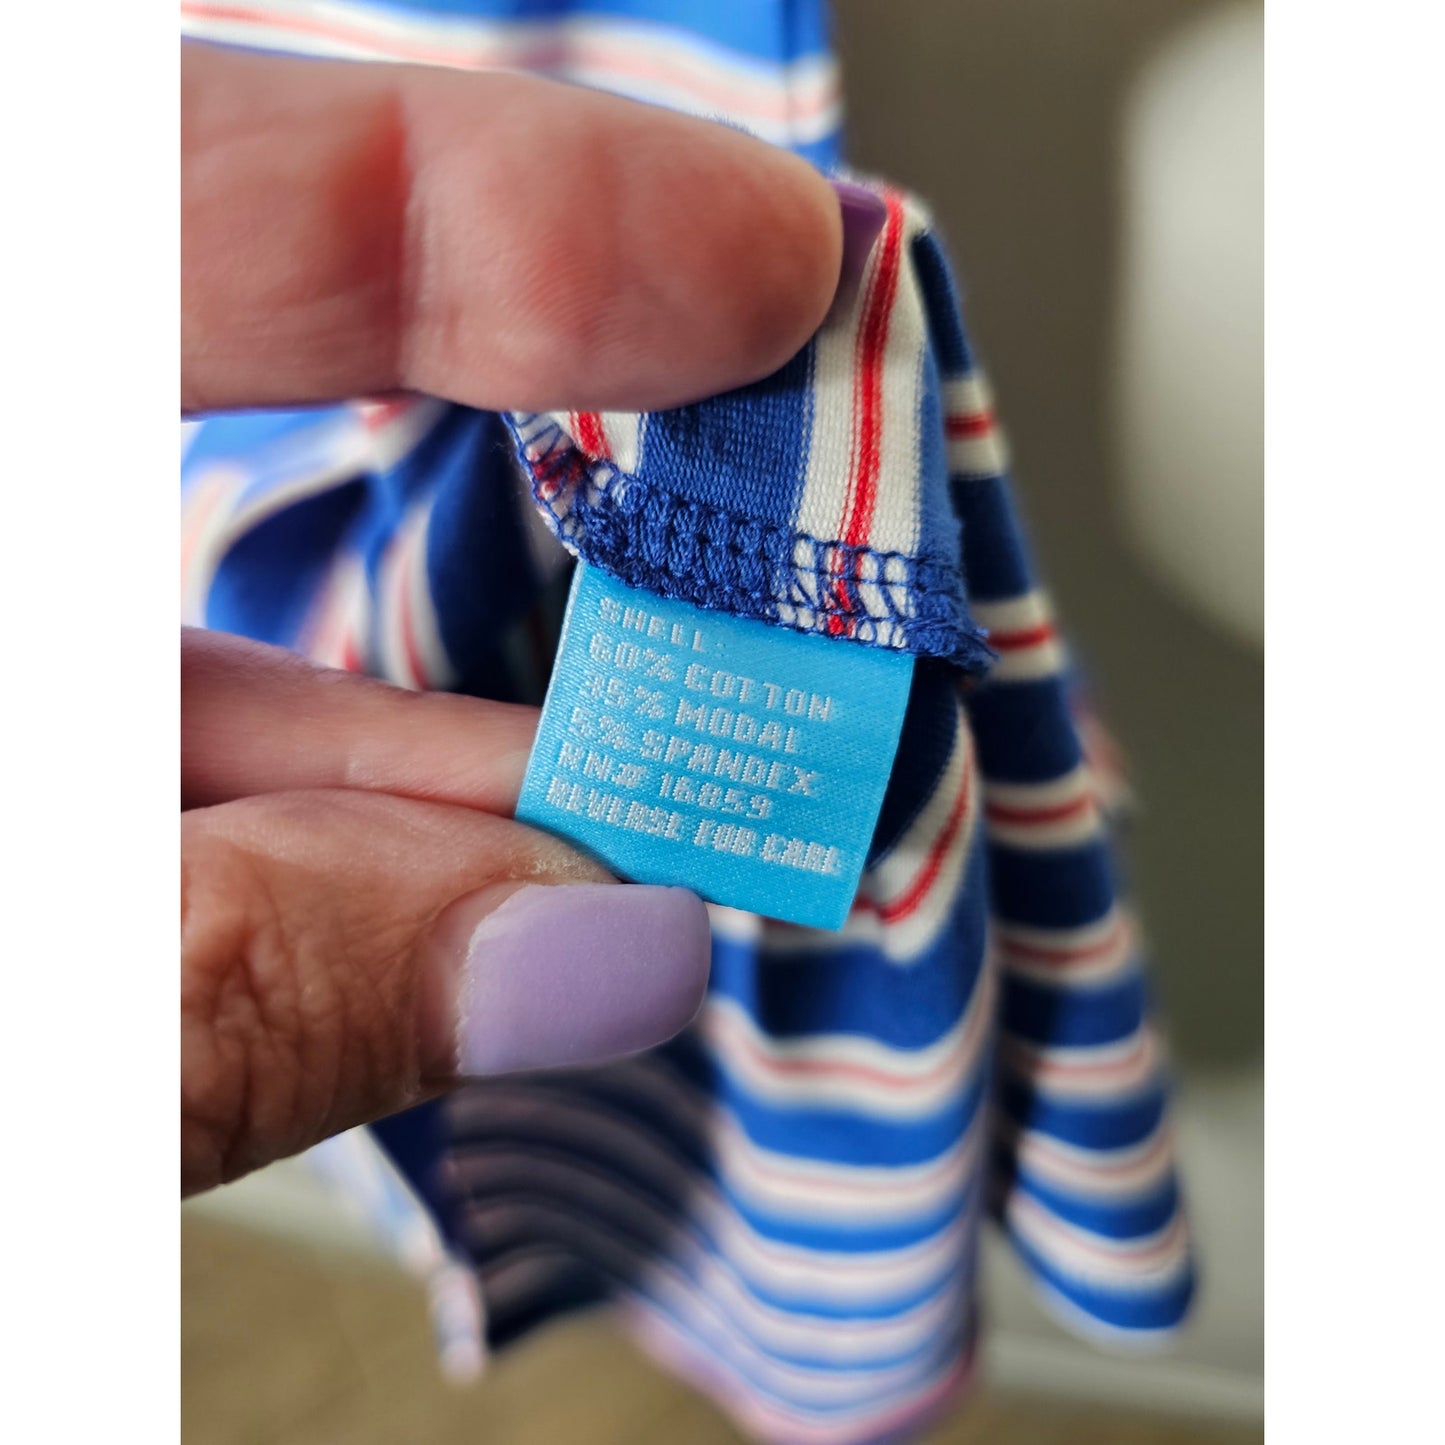 SHELL:
60% COTTON
35% MODAL
5% SPANDEX
RN# 16859
REVERSE FOR CARE